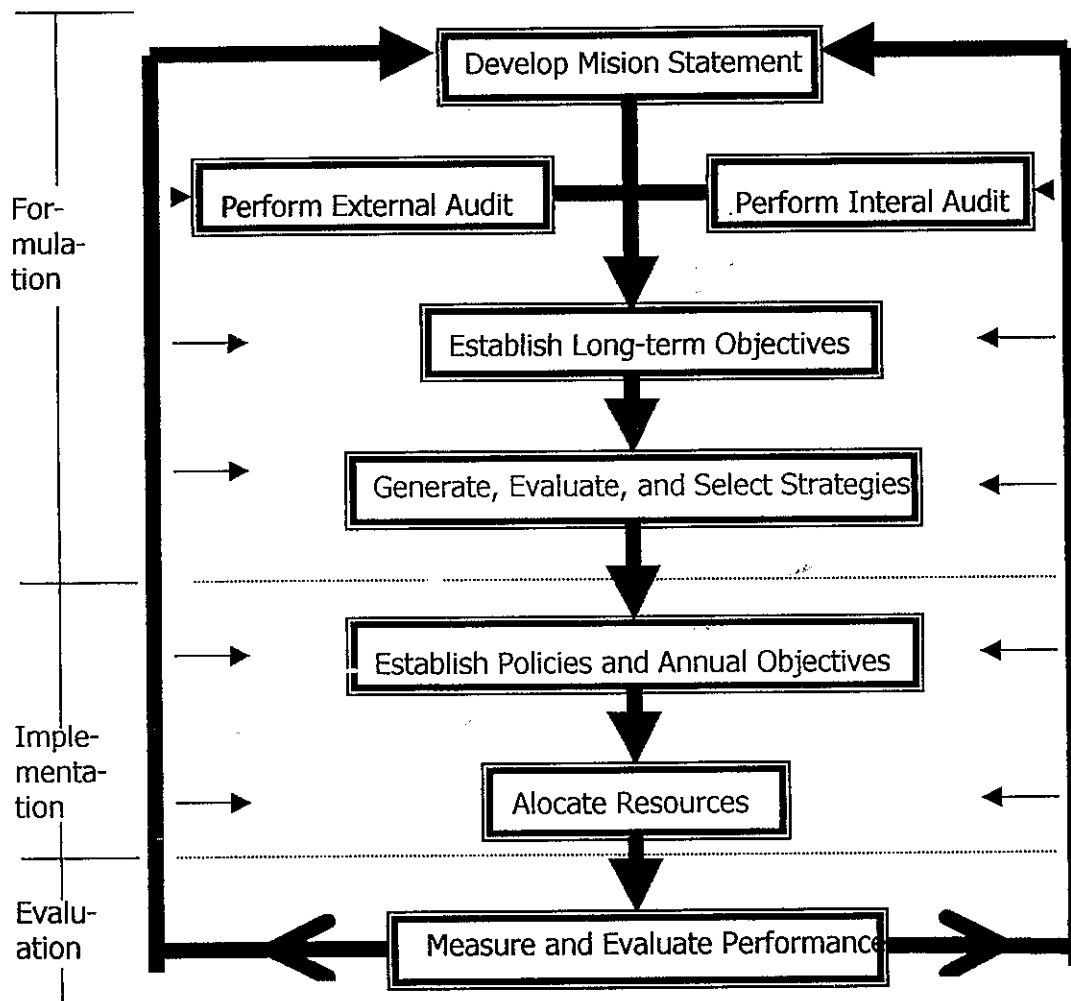 Develop Mision Statement
Perform External Audit
Perform Interal Audit
For-
mula-
tion
Establish Long-term Objectives
Generate, Evaluate, and Select Strategies
Establish Policies and Annual Objectives
Imple-
menta-
tion
Alocate Resources
Evalu-
ation
Measure and Evaluate Performance